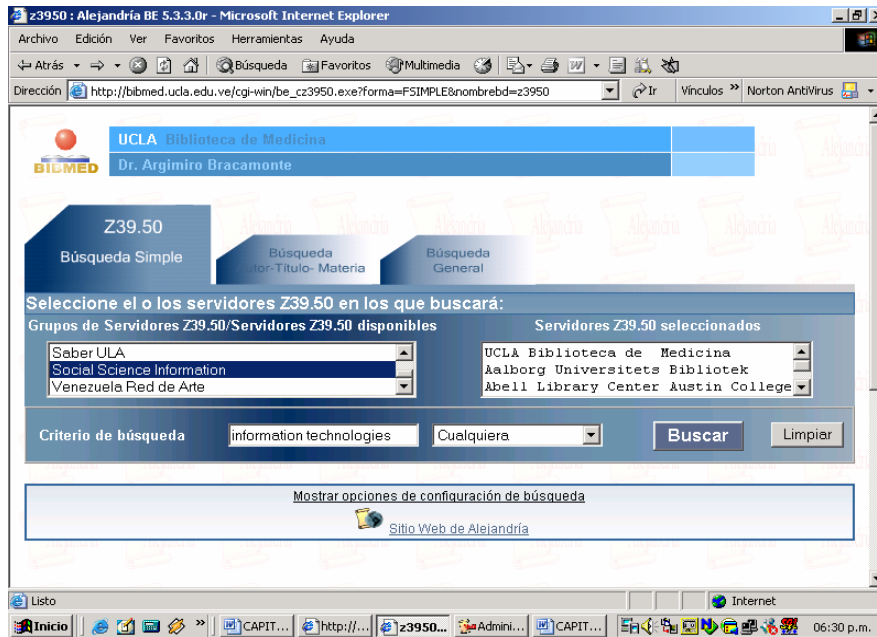 z3950 : Alejandría BE 5.3.3.0r - Microsoft Internet Explorer
Archivo Edición Ver Favoritos Herramientas Ayuda
Atrás Búsqueda Favoritos Multimedia
Dirección http://bibmed.ucla.edu.ve/cgi-win/be_cz3950.exe?forma=FSIMPLE&nombrebd=z3950 Ir Vínculos » Norton AntiVirus
UCLA Biblioteca de Medicina
BIBMED Dr. Argimiro Bracamonte
Z39.50
Búsqueda Simple
Búsqueda
utor-Título- Materia
Búsqueda
General
Seleccione el o los servidores Z39.50 en los que buscará:
Grupos de Servidores Z39.50/Servidores Z39.50 disponibles Servidores Z39.50 seleccionados
Saber ULA
Social Science Information
Venezuela Red de Arte
UCLA Biblioteca de Medicina
Aalborg Universitets Bibliotek
Abell Library Center Austin College
Criterio de búsqueda information technologies Cualquiera Buscar Limpiar
Mostrar opciones de configuración de búsqueda
Sitio Web de Alejandría
Listo Internet
Inicio » CAPIT... http://... z3950... Admini... CAPIT... 06:30 p.m.